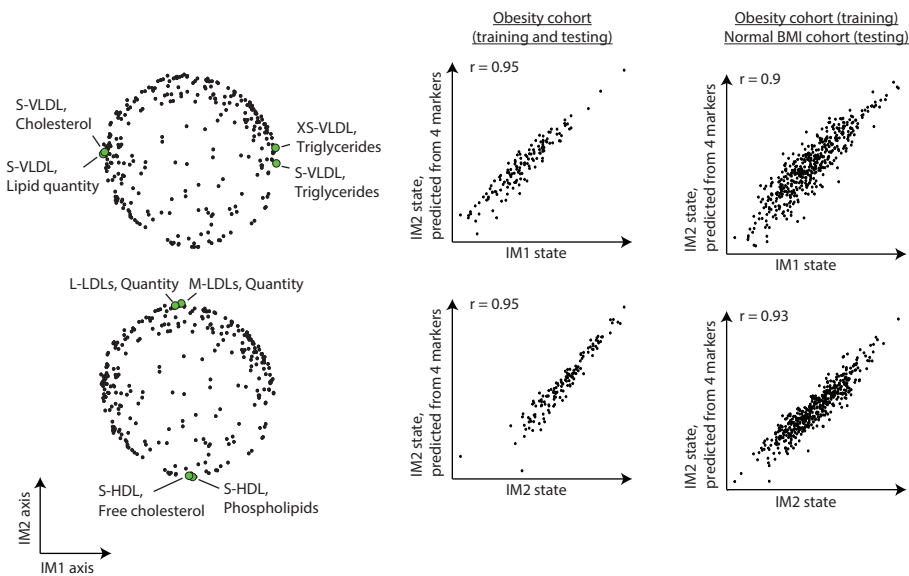 Obesity cohort
(training and testing)
Obesity cohort (training)
Normal BMI cohort (testing)
S-VLDL,
Cholesterol
S-VLDL,
Lipid quantity
XS-VLDL,
Triglycerides
S-VLDL,
Triglycerides
r = 0.95
IM2 state,
predicted from 4 markers
IM1 state
r = 0.9
IM2 state,
predicted from 4 markers
IM1 state
L-LDLs, Quantity
M-LDLs, Quantity
S-HDL,
Free cholesterol
S-HDL,
Phospholipids
r = 0.95
IM2 state,
predicted from 4 markers
IM2 state
r = 0.93
IM2 state,
predicted from 4 markers
IM2 state
IM2 axis
IM1 axis